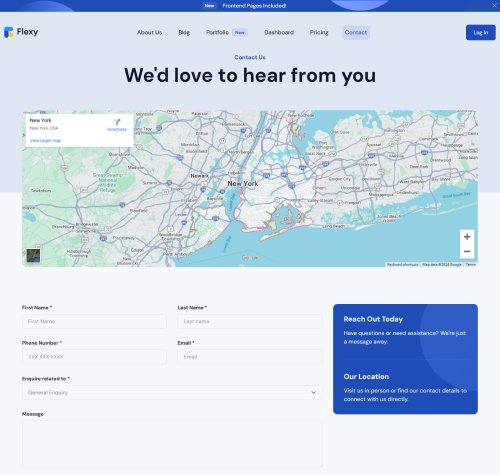 New Frontend Pages Included!
Flexy
About Us Blog Portfolio New Dashboard Pricing Contact
Log In
Contact Us
We'd love to hear from you
New York
New York, USA
Directions
View larger map
Newark
New York
Long Beach
Google
Keyboard shortcuts Map data ©2024 Google Terms
First Name *
First Name
Last Name *
Last name
Phone Number *
XXX XXX XXXX
Email *
Email
Enquire related to *
General Enquiry
Message
Reach Out Today
Have questions or need assistance? We're just
a message away.
Our Location
Visit us in person or find our contact details to
connect with us directly.